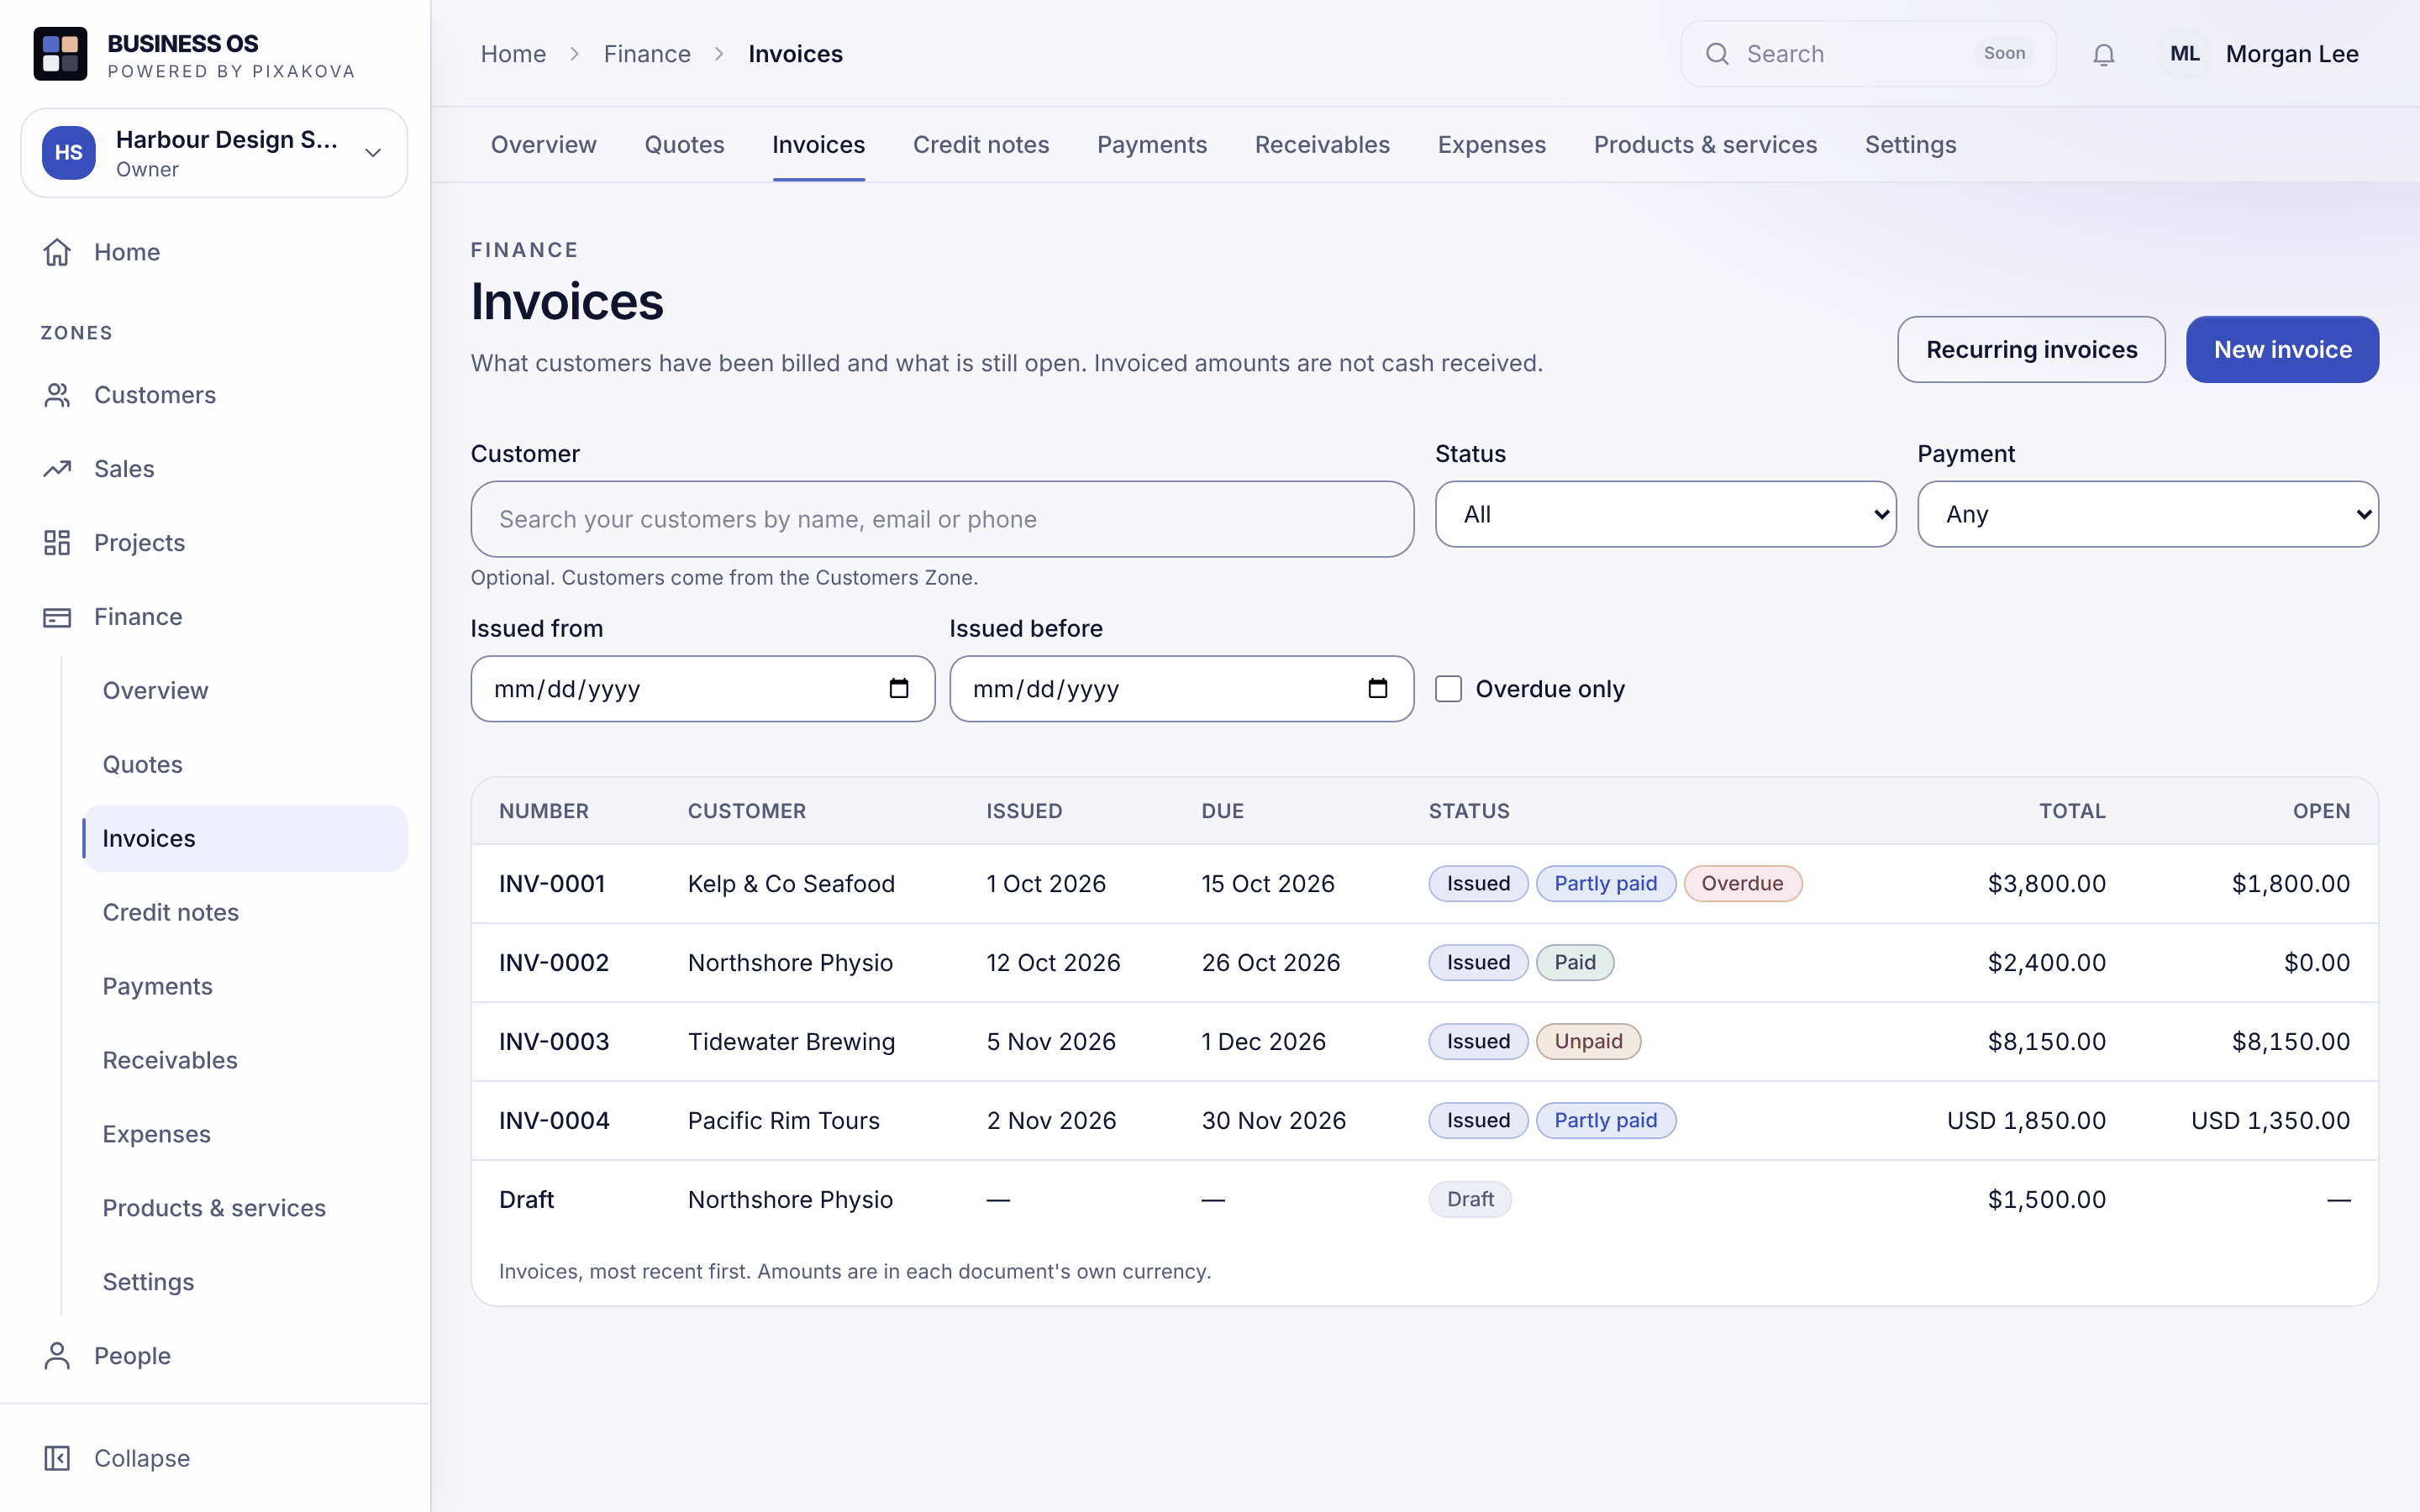 BUSINESS OS
POWERED BY PIXAKOVA
HS
Harbour Design S...
Owner
Home
ZONES
Customers
Sales
Projects
Finance
Overview
Quotes
Invoices
Credit notes
Payments
Receivables
Expenses
Products & services
Settings
People
Collapse
Home > Finance > Invoices
Search Soon
ML Morgan Lee
Overview Quotes Invoices Credit notes Payments Receivables Expenses Products & services Settings
FINANCE
Invoices
What customers have been billed and what is still open. Invoiced amounts are not cash received.
Recurring invoices New invoice
Customer Status Payment
Search your customers by name, email or phone All Any
Optional. Customers come from the Customers Zone.
Issued from Issued before
mm/dd/yyyy mm/dd/yyyy Overdue only
NUMBER CUSTOMER ISSUED DUE STATUS TOTAL OPEN
INV-0001 Kelp & Co Seafood 1 Oct 2026 15 Oct 2026 Issued Partly paid Overdue $3,800.00 $1,800.00
INV-0002 Northshore Physio 12 Oct 2026 26 Oct 2026 Issued Paid $2,400.00 $0.00
INV-0003 Tidewater Brewing 5 Nov 2026 1 Dec 2026 Issued Unpaid $8,150.00 $8,150.00
INV-0004 Pacific Rim Tours 2 Nov 2026 30 Nov 2026 Issued Partly paid USD 1,850.00 USD 1,350.00
Draft Northshore Physio — — Draft $1,500.00 —
Invoices, most recent first. Amounts are in each document's own currency.